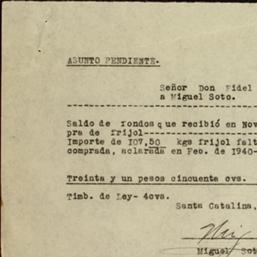 ASUNTO PENDIENTE.
Señor Don Fidel
a Miguel Soto.
Saldo de fondos que recibió en Nov
pra de frijol--------------------
Importe de 107,50 kgs frijol falt
comprada, aclarada en Feb. de 1940-
Treinta y un pesos cincuenta cvs.
Timb. de Ley- 4cvs.
Santa Catalina,
Miguel Sot